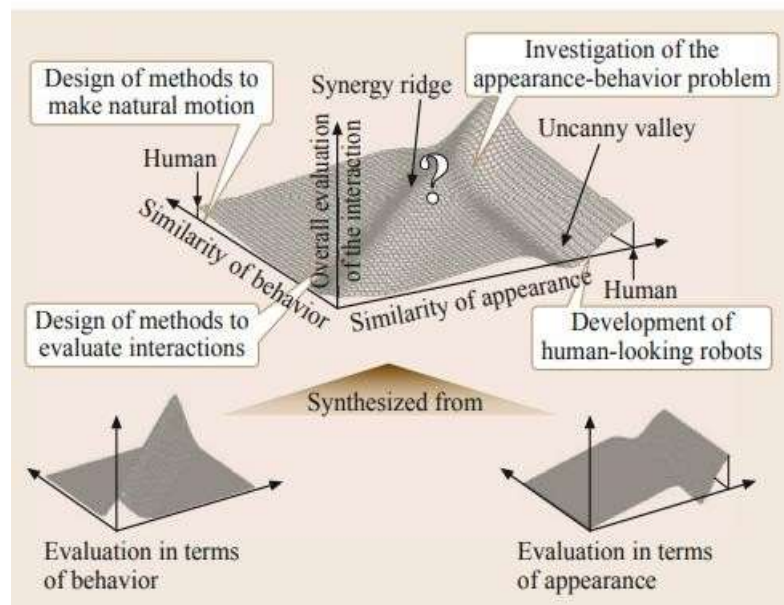 Investigation of the
appearance-behavior problem
Design of methods to
make natural motion
Synergy ridge
Uncanny valley
Human
Overall evaluation
of the interaction
?
Similarity of behavior
Similarity of appearance
Human
Design of methods to
evaluate interactions
Development of
human-looking robots
Synthesized from
Evaluation in terms
of behavior
Evaluation in terms
of appearance